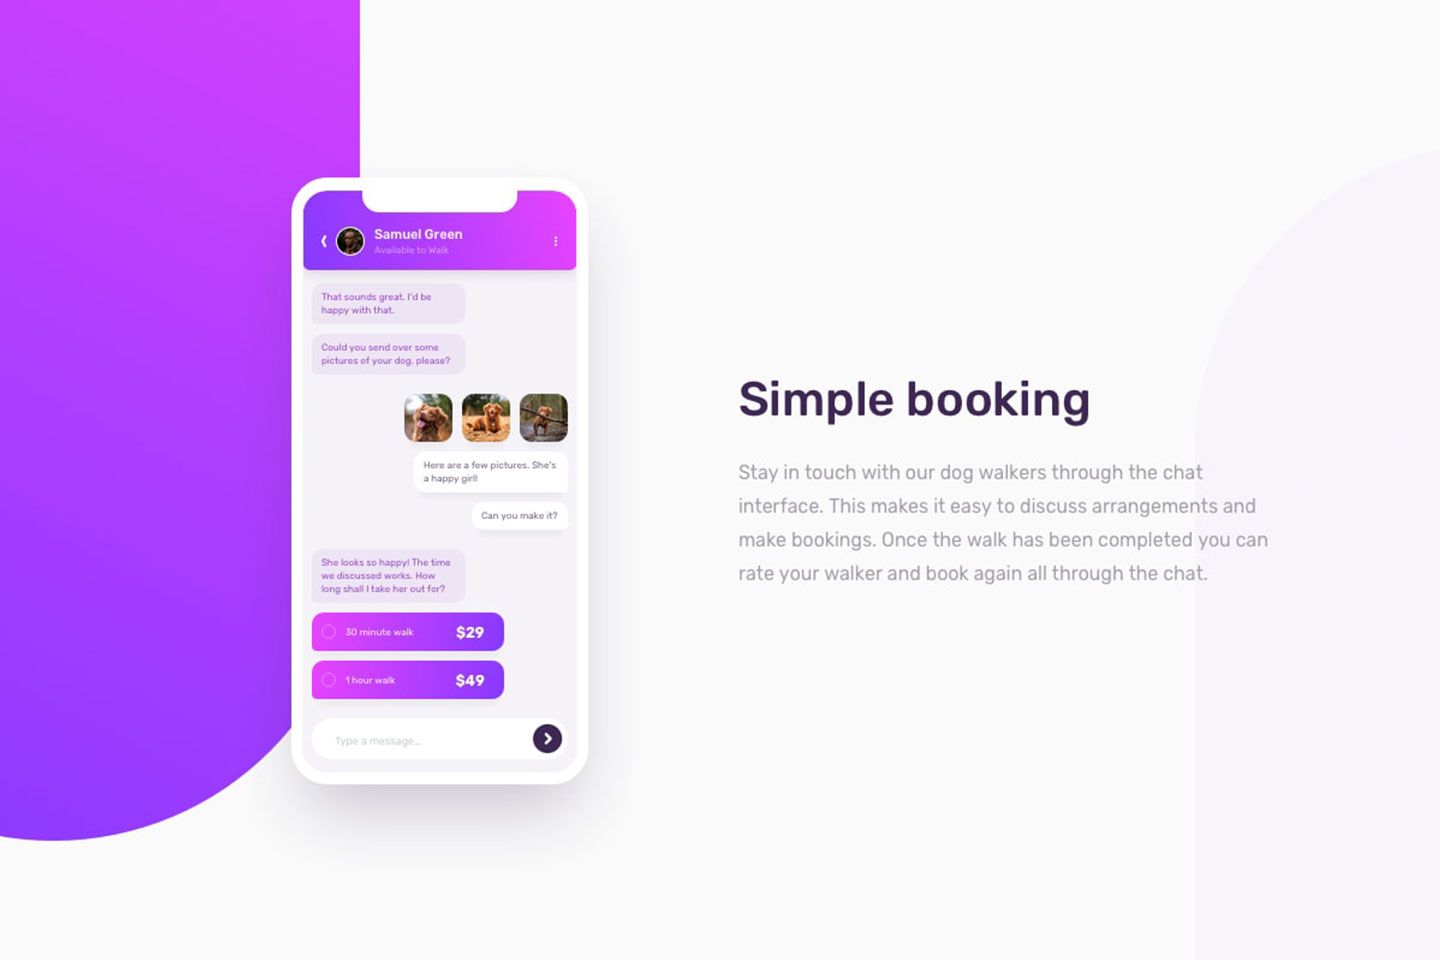 Samuel Green
Available to Walk
That sounds great. I'd be
happy with that.
Could you send over some
pictures of your dog, please?
Here are a few pictures. She's
a happy girl!
Can you make it?
She looks so happy! The time
we discussed works. How
long shall I take her out for?
30 minute walk $29
1 hour walk $49
Type a message...
Simple booking
Stay in touch with our dog walkers through the chat
interface. This makes it easy to discuss arrangements and
make bookings. Once the walk has been completed you can
rate your walker and book again all through the chat.